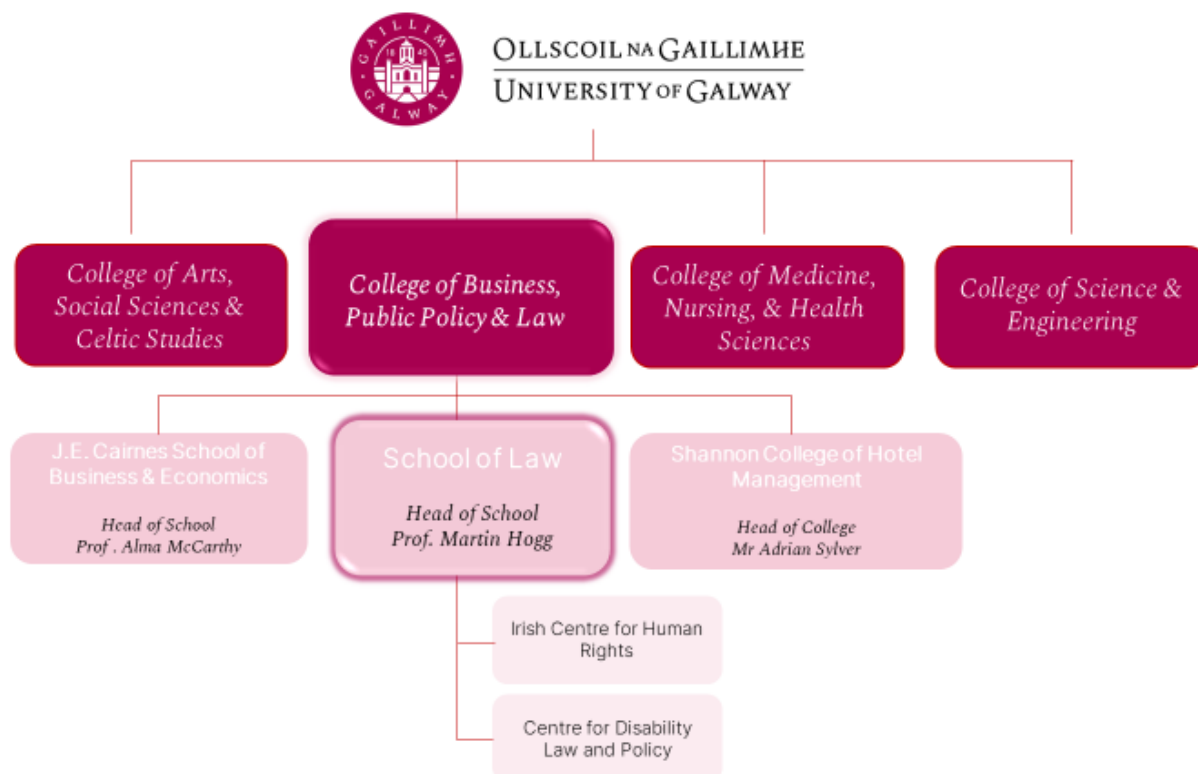 GAILLIMH
1845
GALWAY
OLLSCOIL NA GAILLIMHE
UNIVERSITY OF GALWAY
College of Arts,
Social Sciences &
Celtic Studies
College of Business,
Public Policy & Law
College of Medicine,
Nursing, & Health
Sciences
College of Science &
Engineering
J.E. Cairnes School of
Business & Economics
Head of School
Prof . Alma McCarthy
School of Law
Head of School
Prof. Martin Hogg
Shannon College of Hotel
Management
Head of College
Mr Adrian Sylver
Irish Centre for Human
Rights
Centre for Disability
Law and Policy